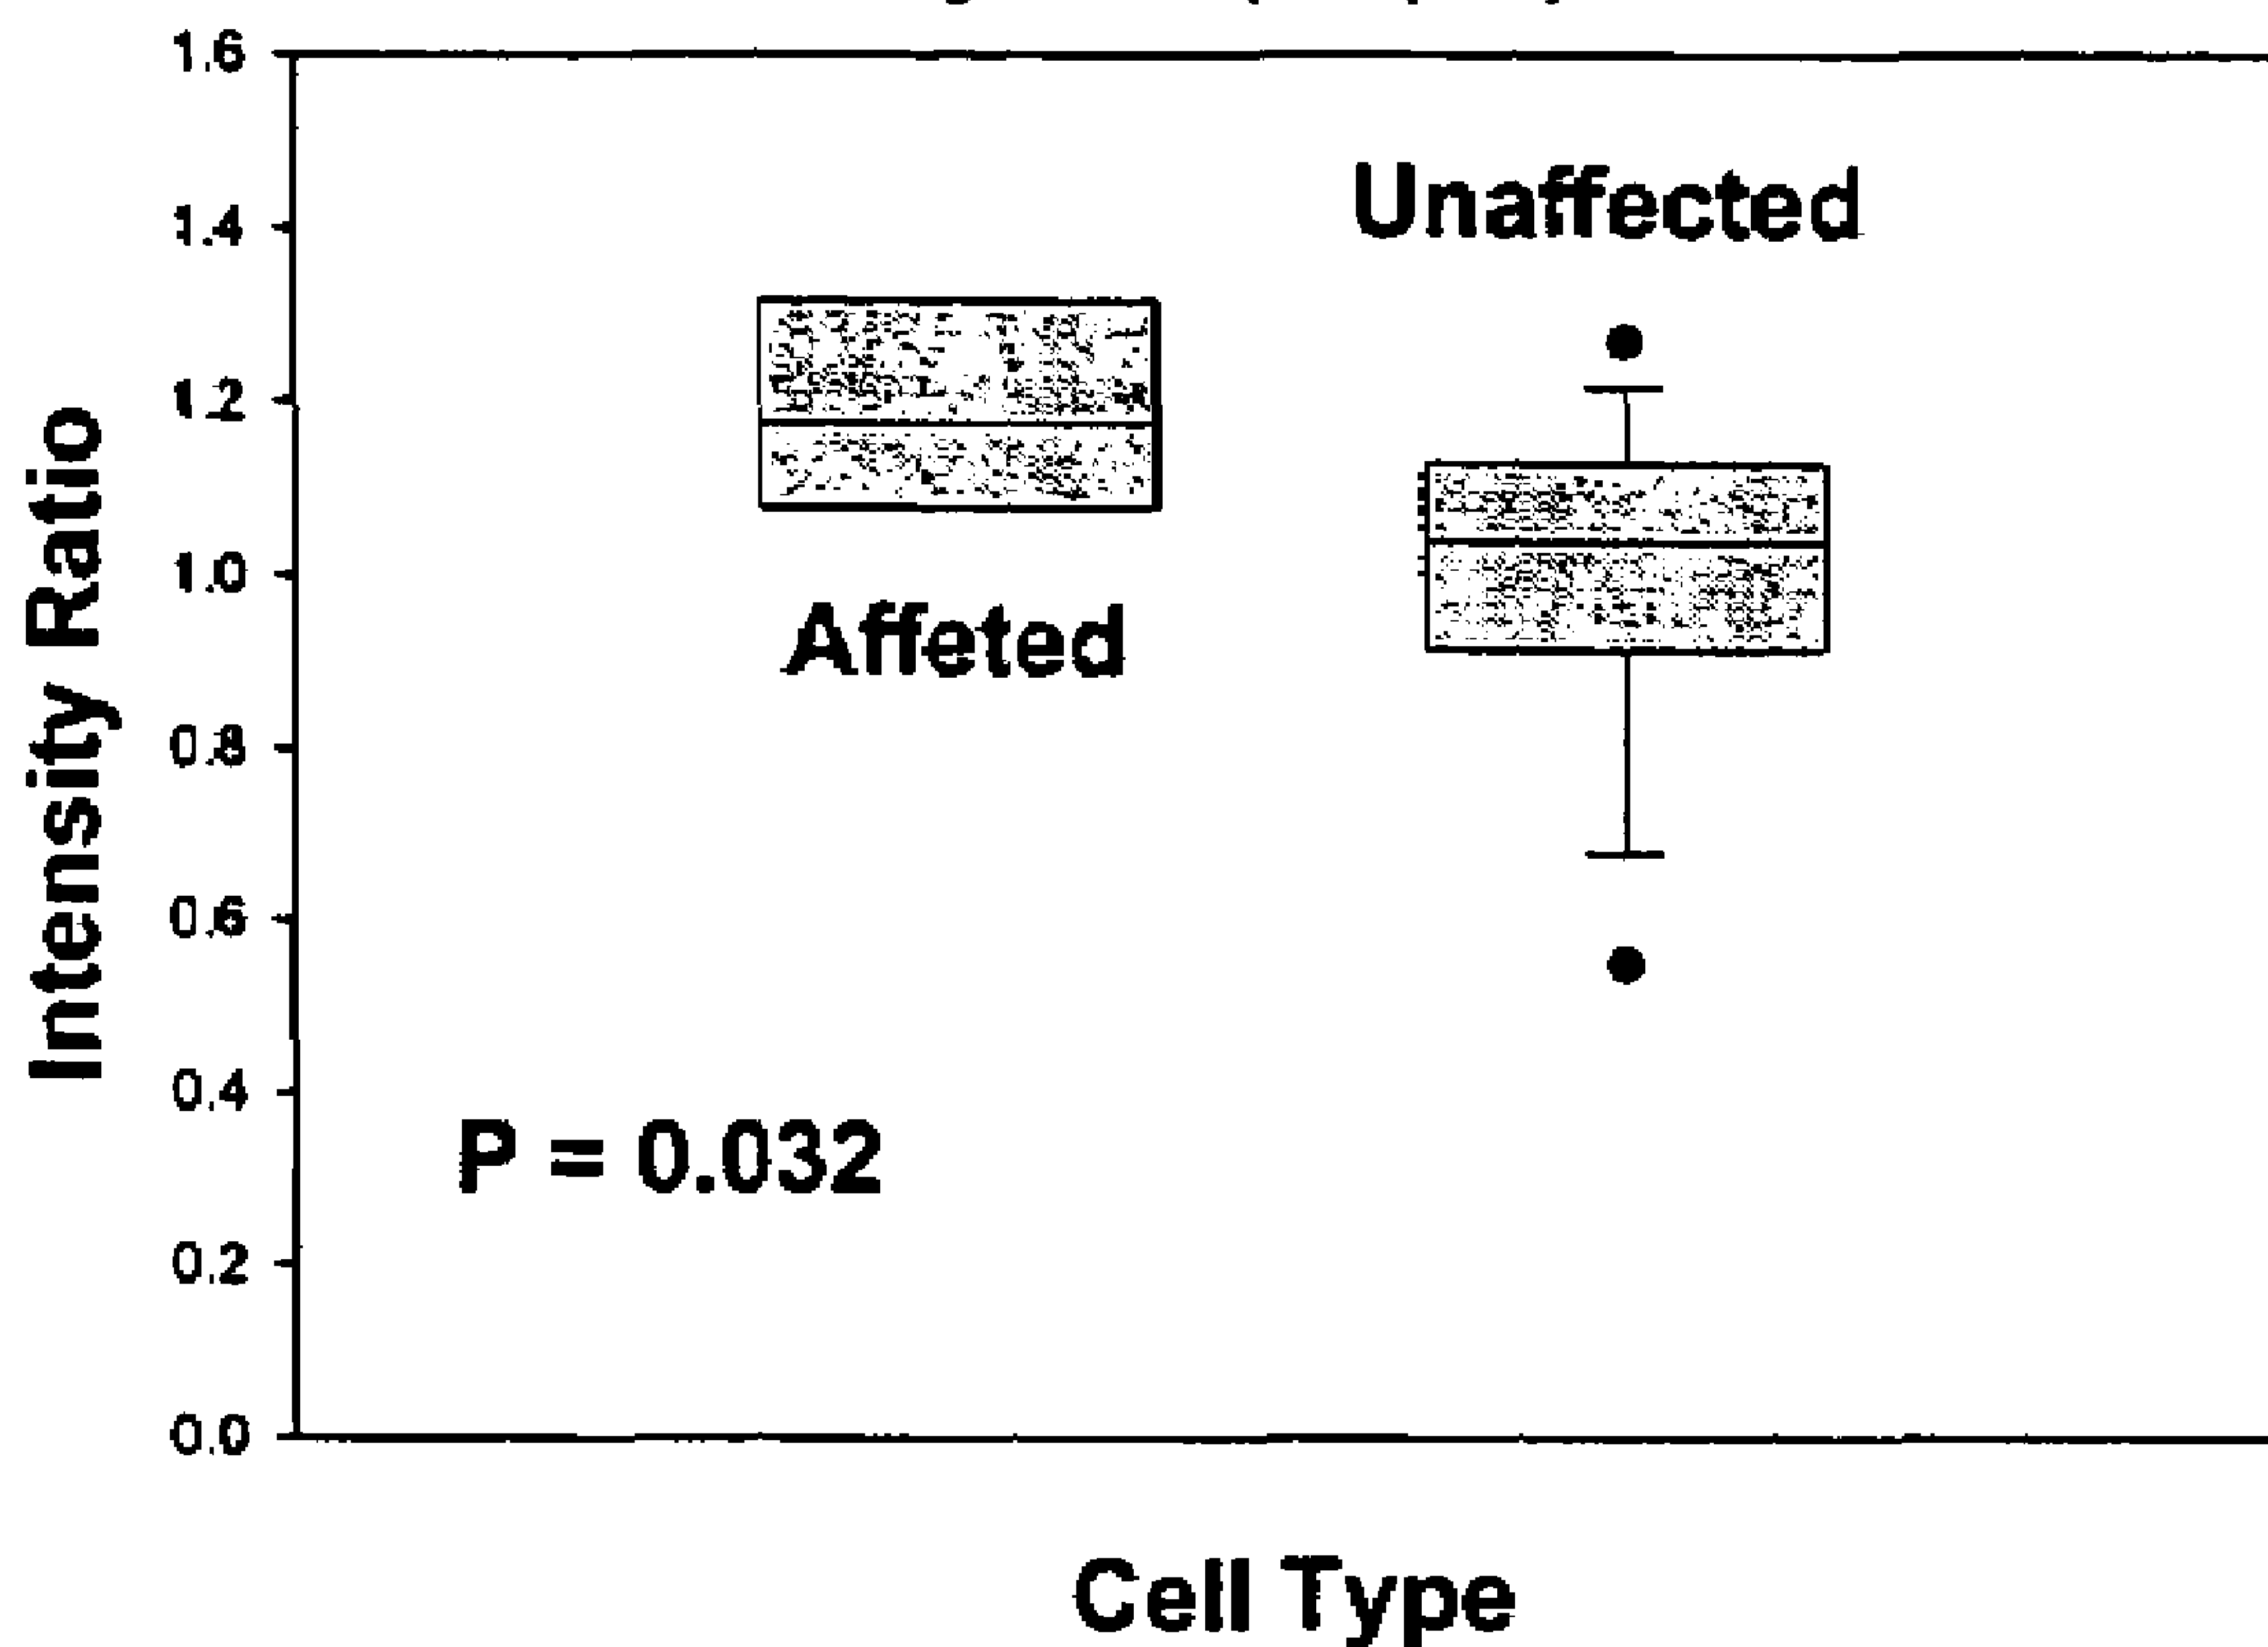 1.6
1.4
Unaffected
1.2
1.0
Affeted
0.8
0.6
0.4
P = 0.032
0.2
0.0
Intensity Ratio
Cell Type